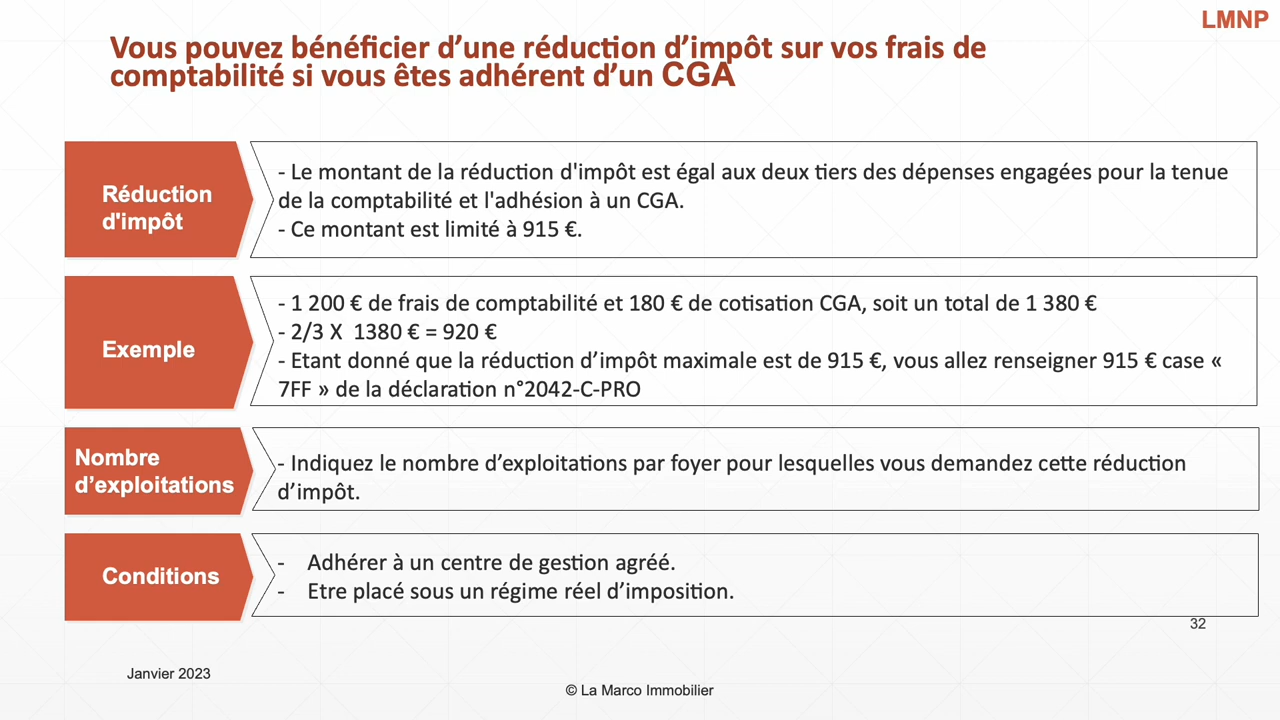 LMNP
Vous pouvez bénéficier d’une réduction d’impôt sur vos frais de
comptabilité si vous êtes adhérent d’un CGA
Réduction
d'impôt
- Le montant de la réduction d'impôt est égal aux deux tiers des dépenses engagées pour la tenue
de la comptabilité et l'adhésion à un CGA.
- Ce montant est limité à 915 €.
Exemple
- 1 200 € de frais de comptabilité et 180 € de cotisation CGA, soit un total de 1 380 €
- 2/3 X 1380 € = 920 €
- Etant donné que la réduction d’impôt maximale est de 915 €, vous allez renseigner 915 € case «
7FF » de la déclaration n°2042-C-PRO
Nombre
d’exploitations
- Indiquez le nombre d’exploitations par foyer pour lesquelles vous demandez cette réduction
d’impôt.
Conditions
- Adhérer à un centre de gestion agréé.
- Etre placé sous un régime réel d’imposition.
32
Janvier 2023
© La Marco Immobilier